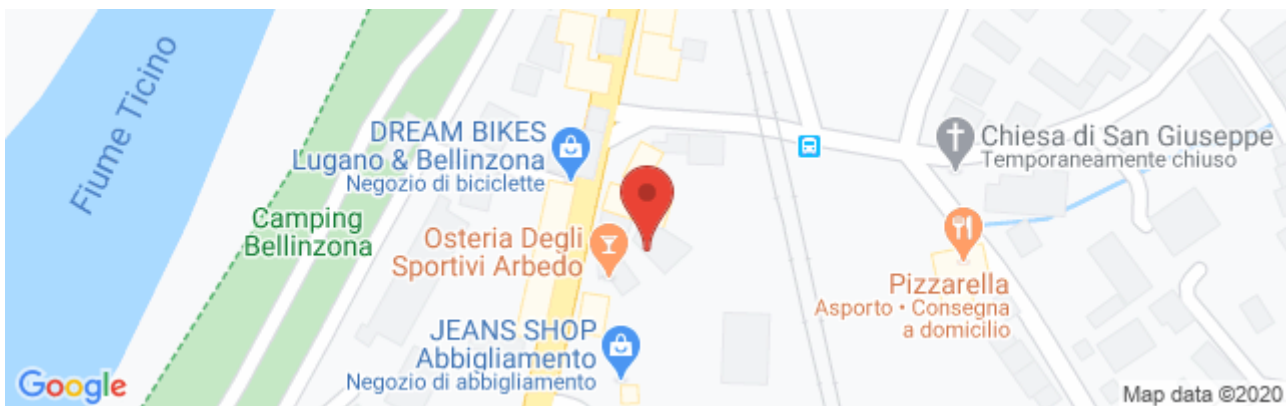 Fiume Ticino
DREAM BIKES
Lugano & Bellinzona
Negozio di biciclette
Chiesa di San Giuseppe
Temporaneamente chiuso
Camping
Bellinzona
Osteria Degli
Sportivi Arbedo
Pizzarella
Asporto • Consegna
a domicilio
JEANS SHOP
Abbigliamento
Negozio di abbigliamento
Google
Map data ©2020